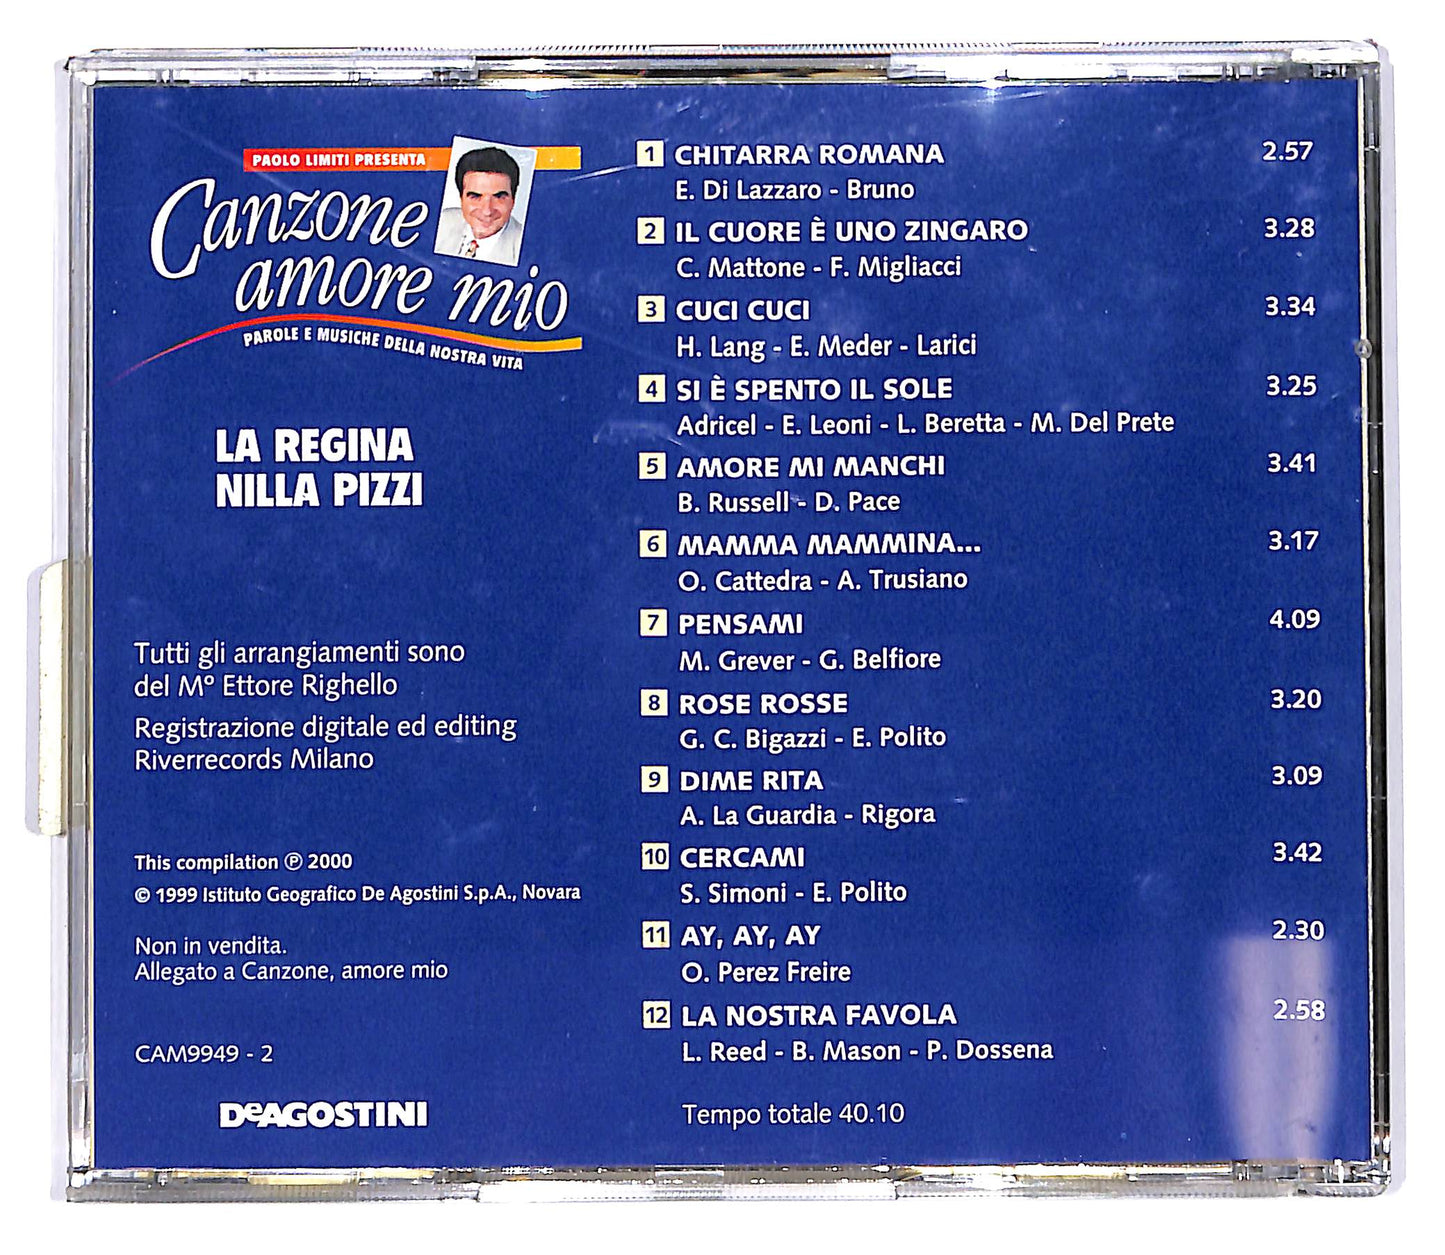 PAOLO LIMITI PRESENTA
Canzone
amore mio
PAROLE E MUSICHE DELLA NOSTRA VITA
LA REGINA
NILLA PIZZI
Tutti gli arrangiamenti sono
del M° Ettore Righello
Registrazione digitale ed editing
Riverrecords Milano
This compilation ℗ 2000
© 1999 Istituto Geografico De Agostini S.p.A., Novara
Non in vendita.
Allegato a Canzone, amore mio
CAM9949 - 2
DeAGOSTINI
1 CHITARRA ROMANA 2.57
E. Di Lazzaro - Bruno
2 IL CUORE È UNO ZINGARO 3.28
C. Mattone - F. Migliacci
3 CUCI CUCI 3.34
H. Lang - E. Meder - Larici
4 SI È SPENTO IL SOLE 3.25
Adricel - E. Leoni - L. Beretta - M. Del Prete
5 AMORE MI MANCHI 3.41
B. Russell - D. Pace
6 MAMMA MAMMINA... 3.17
O. Cattedra - A. Trusiano
7 PENSAMI 4.09
M. Grever - G. Belfiore
8 ROSE ROSSE 3.20
G. C. Bigazzi - E. Polito
9 DIME RITA 3.09
A. La Guardia - Rigora
10 CERCAMI 3.42
S. Simoni - E. Polito
11 AY, AY, AY 2.30
O. Perez Freire
12 LA NOSTRA FAVOLA 2.58
L. Reed - B. Mason - P. Dossena
Tempo totale 40.10